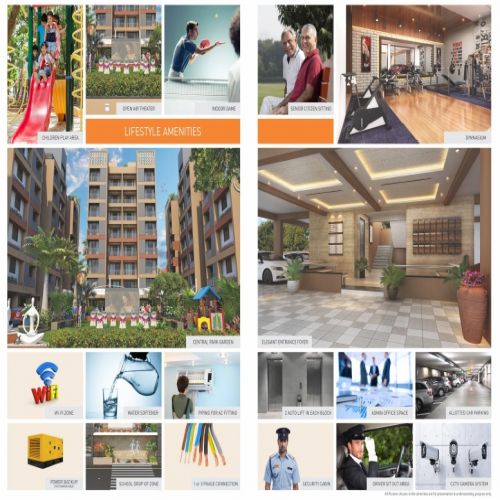 CHILDREN PLAY AREA
OPEN AIR THEATER
INDOOR GAME
LIFESTYLE AMENITIES
SENIOR CITIZEN SITTING
GYMNASIUM
CENTRAL PARK GARDEN
ELEGANT ENTRANCE FOYER
WiFi
WI-FI ZONE
WATER SOFTENER
PIPING FOR AC FITTING
2 AUTO LIFT IN EACH BLOCK
ADMIN OFFICE SPACE
ALLOTTED CAR PARKING
POWER BACKUP
SCHOOL DROP OF ZONE
1 or 3 PHASE CONNECTION
SECURITY CABIN
DRIVER SIT OUT AREA
CCTV CAMERA SYSTEM